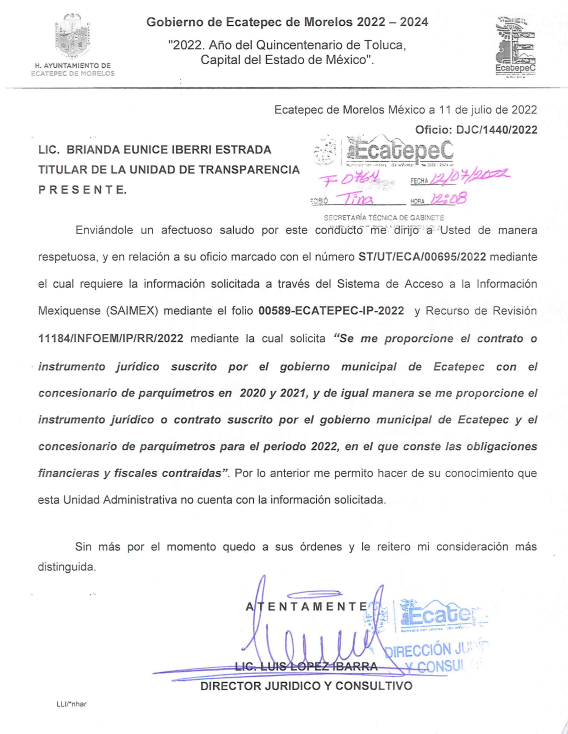 Gobierno de Ecatepec de Morelos 2022 – 2024
"2022. Año del Quincentenario de Toluca,
Capital del Estado de México".
H. AYUNTAMIENTO DE
ECATEPEC DE MORELOS
EcatepeC
Ecatepec de Morelos México a 11 de julio de 2022
Oficio: DJC/1440/2022
LIC. BRIANDA EUNICE IBERRI ESTRADA
TITULAR DE LA UNIDAD DE TRANSPARENCIA
P R E S E N T E.
EcatepeC
F-0764 FECHA 12/07/2022
RECIBIÓ Tina HORA 12:08
SECRETARÍA TÉCNICA DE GABINETE
Enviándole un afectuoso saludo por este conducto me dirijo a Usted de manera
respetuosa, y en relación a su oficio marcado con el número ST/UT/ECA/00695/2022 mediante
el cual requiere la información solicitada a través del Sistema de Acceso a la Información
Mexiquense (SAIMEX) mediante el folio 00589-ECATEPEC-IP-2022 y Recurso de Revisión
11184/INFOEM/IP/RR/2022 mediante la cual solicita "Se me proporcione el contrato o
instrumento jurídico suscrito por el gobierno municipal de Ecatepec con el
concesionario de parquímetros en 2020 y 2021, y de igual manera se me proporcione el
instrumento jurídico o contrato suscrito por el gobierno municipal de Ecatepec y el
concesionario de parquímetros para el periodo 2022, en el que conste las obligaciones
financieras y fiscales contraídas". Por lo anterior me permito hacer de su conocimiento que
esta Unidad Administrativa no cuenta con la información solicitada.
Sin más por el momento quedo a sus órdenes y le reitero mi consideración más
distinguida.
A T E N T A M E N T E
Ecatep
DIRECCIÓN JURÍ
Y CONSUL
LIC. LUIS LÓPEZ IBARRA
DIRECTOR JURIDICO Y CONSULTIVO
LLI/*nhar